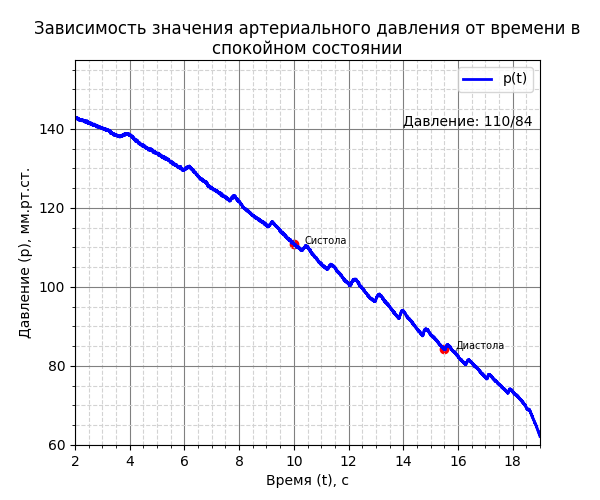 Зависимость значения артериального давления от времени в
спокойном состоянии
p(t)
Давление: 110/84
Систола
Диастола
Давление (p), мм.рт.ст.
140
120
100
80
60
2 4 6 8 10 12 14 16 18
Время (t), с